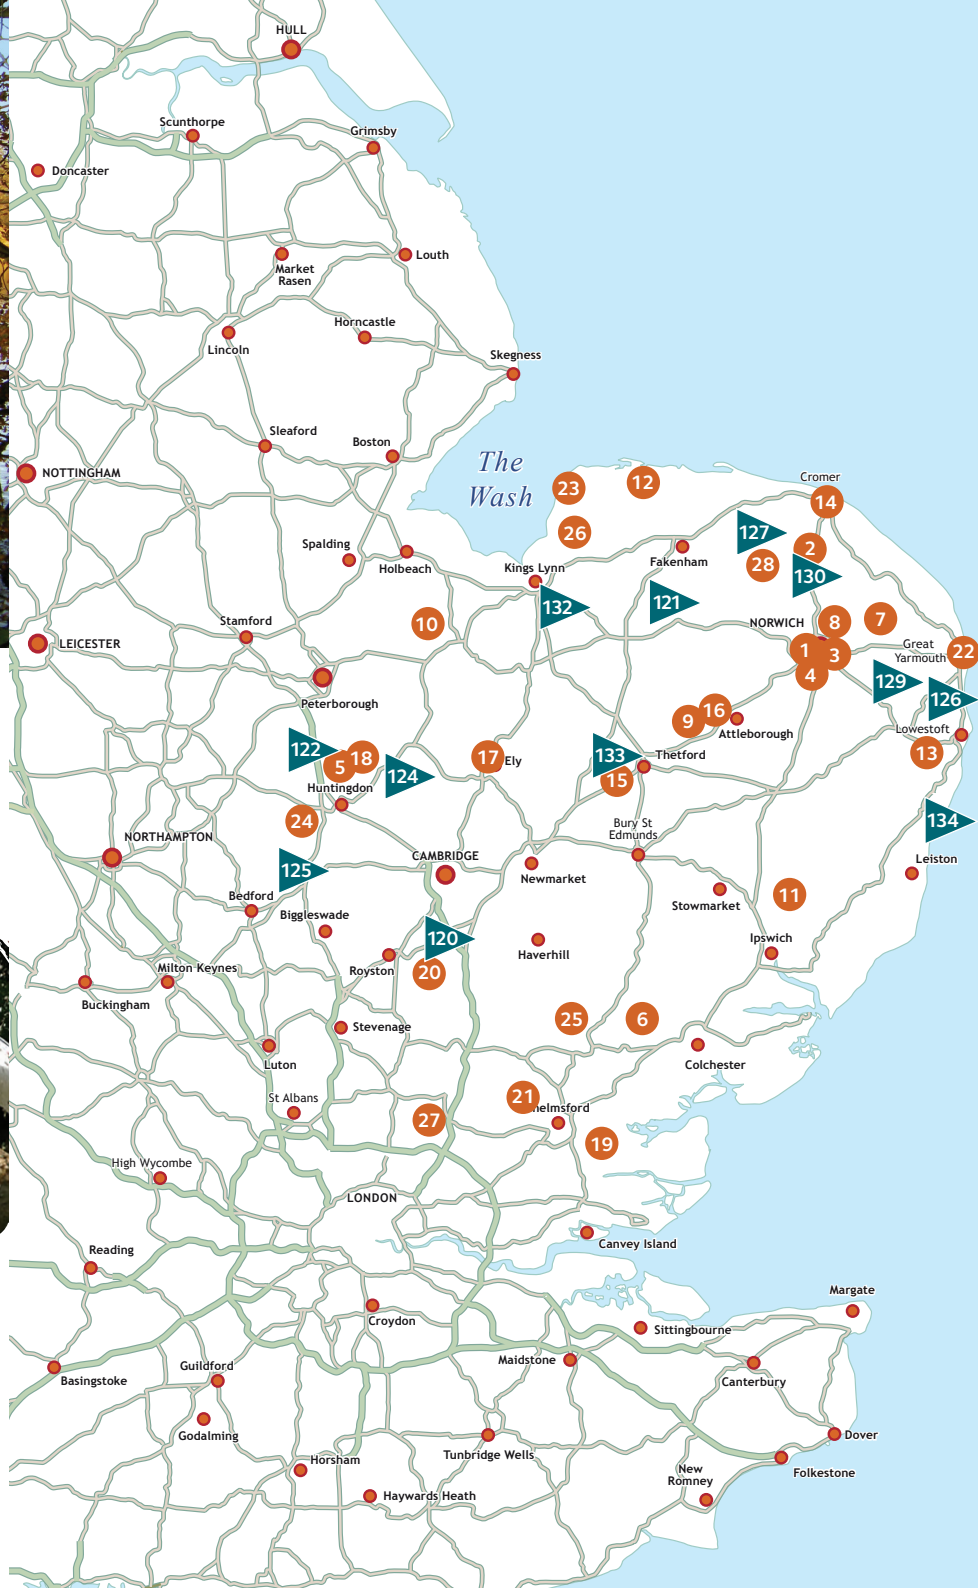 HULL
Scunthorpe
Grimsby
Doncaster
Louth
Market
Rasen
Horncastle
Lincoln
Skegness
Sleaford
Boston
NOTTINGHAM
The
Wash
23
12
Cromer
14
26
127
2
Spalding
Holbeach
Kings Lynn
Fakenham
28
130
132
121
Stamford
10
NORWICH
8
7
LEICESTER
1
3
Great
Yarmouth
22
4
129
126
Peterborough
9
16
Attleborough
Lowestoft
13
122
5
18
124
17
Ely
133
Thetford
15
Huntingdon
24
Bury St
Edmunds
134
NORTHAMPTON
CAMBRIDGE
Newmarket
Leiston
125
Bedford
Stowmarket
11
Biggleswade
120
Haverhill
Ipswich
Royston
20
Milton Keynes
Buckingham
Stevenage
25
6
Luton
Colchester
St Albans
21
helmsford
27
19
High Wycombe
LONDON
Canvey Island
Reading
Margate
Croydon
Sittingbourne
Maidstone
Canterbury
Basingstoke
Guildford
Godalming
Dover
Tunbridge Wells
Horsham
Folkestone
New
Romney
Haywards Heath